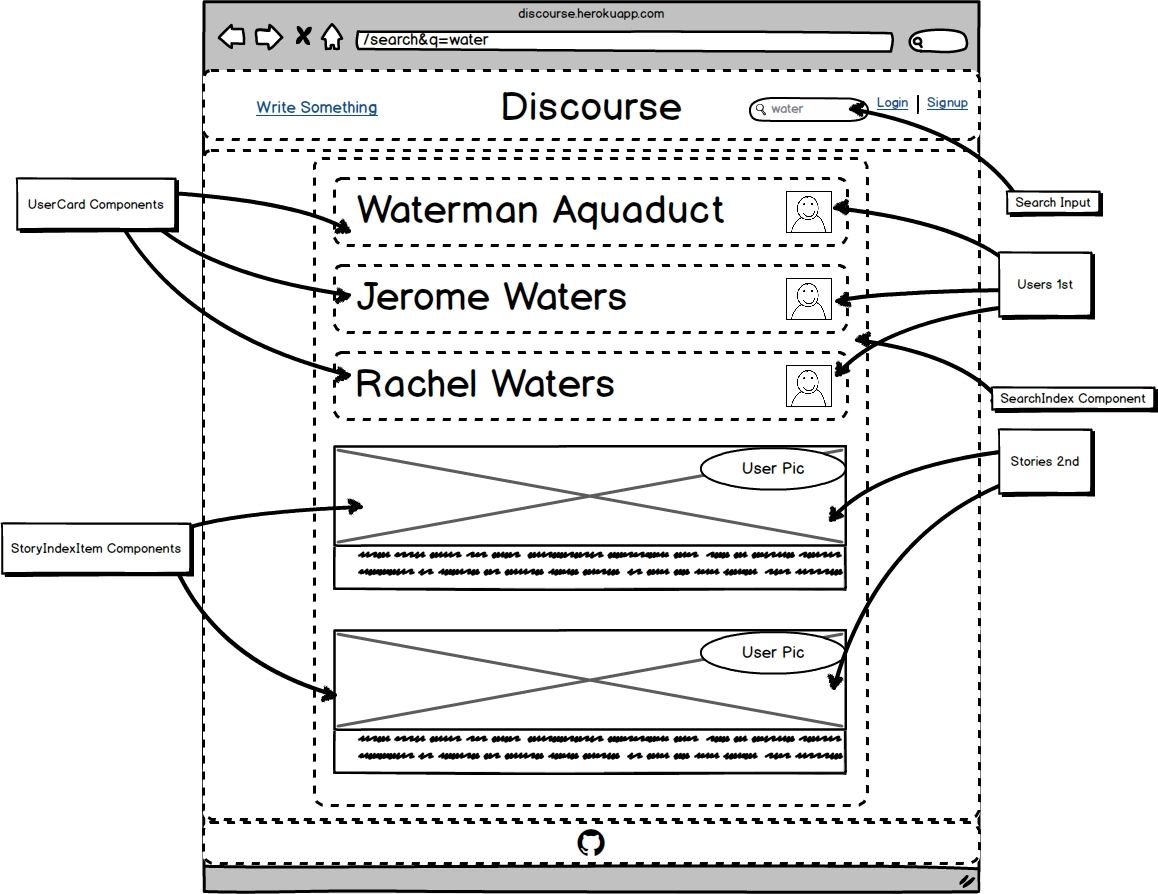 discourse.herokuapp.com
/search&q=water
Write Something
Discourse
water
Login
Signup
UserCard Components
Waterman Aquaduct
Search Input
Jerome Waters
Users 1st
Rachel Waters
SearchIndex Component
User Pic
Stories 2nd
StoryIndexItem Components
User Pic